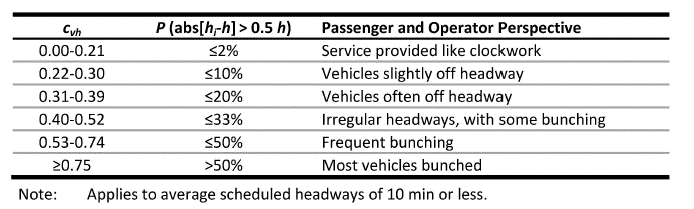 c_vh P (abs[h_i-h] > 0.5 h) Passenger and Operator Perspective
0.00-0.21 ≤2% Service provided like clockwork
0.22-0.30 ≤10% Vehicles slightly off headway
0.31-0.39 ≤20% Vehicles often off headway
0.40-0.52 ≤33% Irregular headways, with some bunching
0.53-0.74 ≤50% Frequent bunching
≥0.75 >50% Most vehicles bunched
Note: Applies to average scheduled headways of 10 min or less.